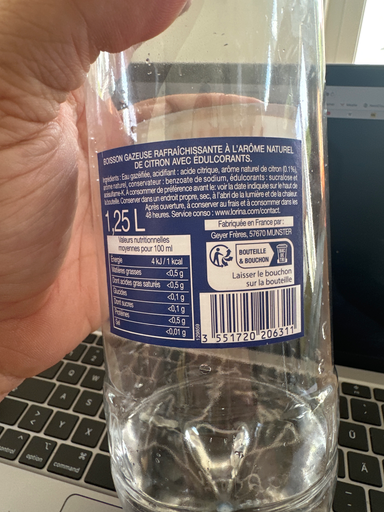 BOISSON GAZEUSE RAFRAÎCHISSANTE À L'ARÔME NATUREL
DE CITRON AVEC ÉDULCORANTS.
Ingrédients : Eau gazéifiée, acidifiant : acide citrique, arôme naturel de citron (0,1%),
arôme naturel, conservateur : benzoate de sodium, édulcorants : sucralose et
acésulfame-K. À consommer de préférence avant le: voir la date indiquée sur le haut de
la bouteille. Conserver dans un endroit propre, sec, à l'abri de la lumière et de la chaleur.
Après ouverture, à conserver au frais et à consommer dans les
48 heures. Service conso : www.lorina.com/contact.
1,25 L
Fabriquée en France par :
Geyer Frères, 57670 MUNSTER
Valeurs nutritionnelles
moyennes pour 100 ml
Energie 4 kJ / 1 kcal
Matières grasses <0,5 g
Dont acides gras saturés <0,5 g
Glucides <0,1 g
Dont sucres <0,1 g
Protéines <0,5 g
Sel <0,01 g
BOUTEILLE
& BOUCHON
Laisser le bouchon
sur la bouteille
3 551720 206311
A
S
Y
X
control
option
command
Ü
Ä